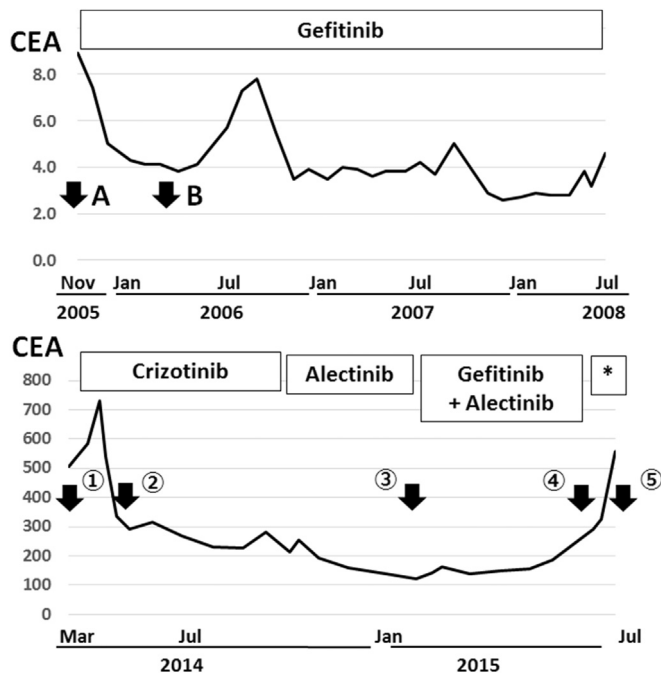 Gefitinib
CEA
8.0
6.0
4.0
2.0
0.0
A
B
Nov Jan Jul Jan Jul Jan Jul
2005 2006 2007 2008
CEA
Crizotinib
Alectinib
Gefitinib
+ Alectinib
*
800
700
600
500
400
300
200
100
0
① ② ③ ④ ⑤
Mar Jul Jan Jul
2014 2015